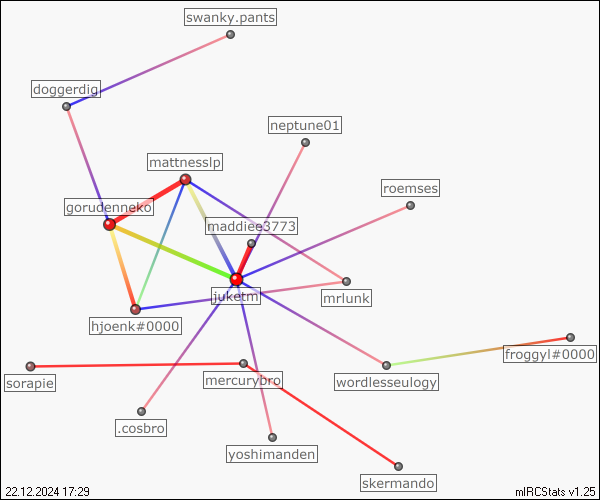 swanky.pants
doggerdig
neptune01
mattnesslp
roemses
gorudenneko
maddiee3773
juketm
mrlunk
hjoenk#0000
froggyl#0000
sorapie
mercurybro
wordlesseulogy
.cosbro
yoshimanden
skermando
22.12.2024 17:29
mIRCStats v1.25